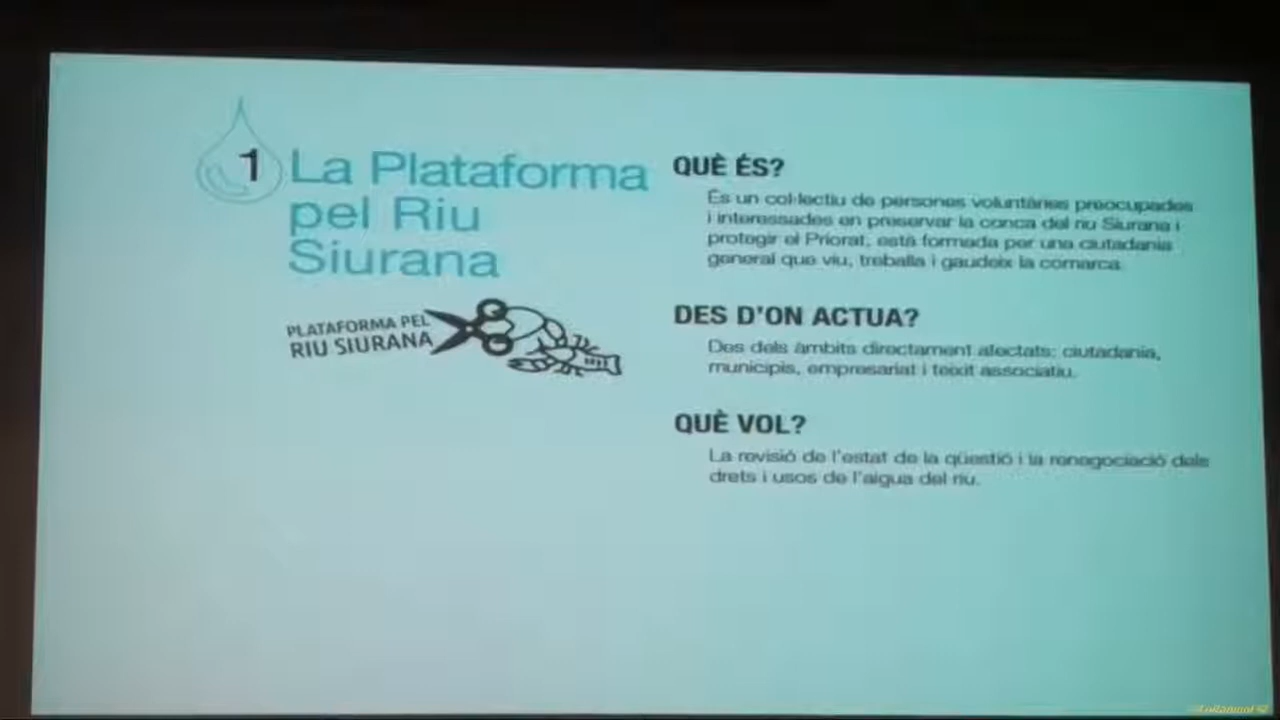 1 La Plataforma
pel Riu
Siurana
PLATAFORMA PEL
RIU SIURANA
QUÈ ÉS?
És un col·lectiu de persones voluntàries preocupades
i interessades en preservar la conca del riu Siurana i
protegir el Priorat, està formada per una ciutadania
general que viu, treballa i gaudeix la comarca.
DES D'ON ACTUA?
Des dels àmbits directament afectats: ciutadania,
municipis, empresariat i teixit associatiu.
QUÈ VOL?
La revisió de l'estat de la qüestió i la renegociació dels
drets i usos de l'aigua del riu.